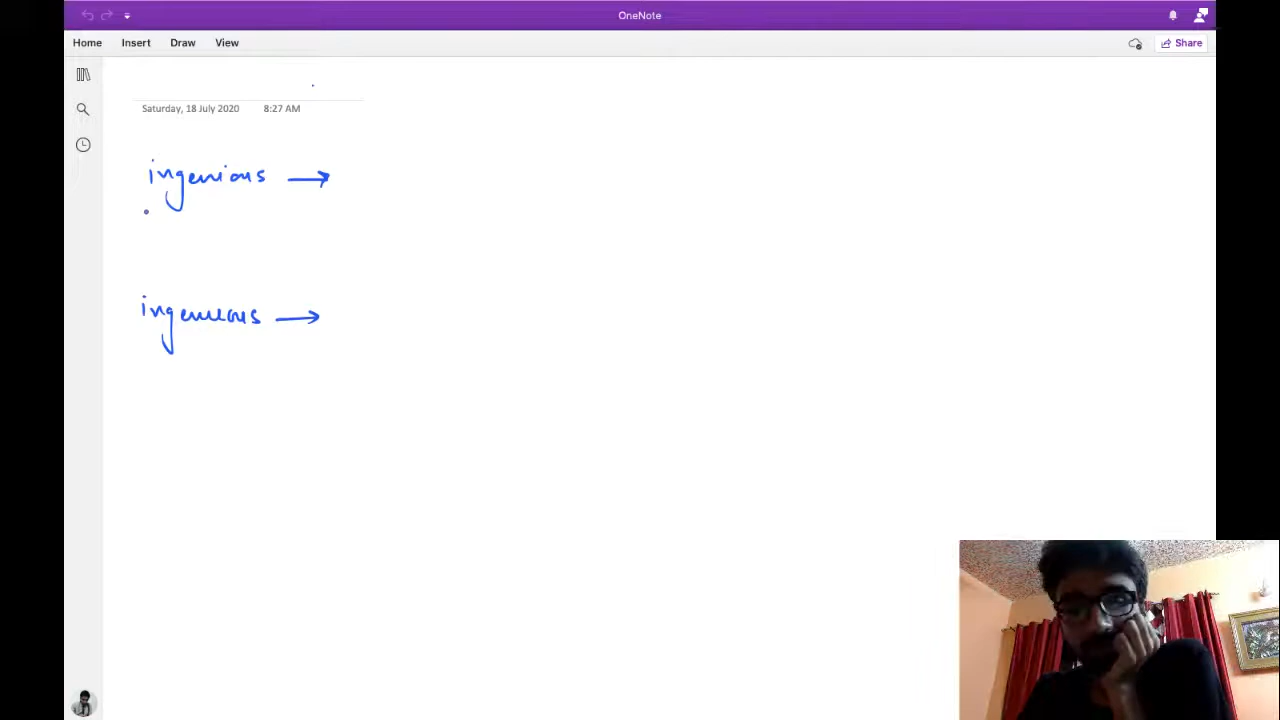 OneNote
Home Insert Draw View Share
Saturday, 18 July 2020 8:27 AM
ingenious →
ingenuous →